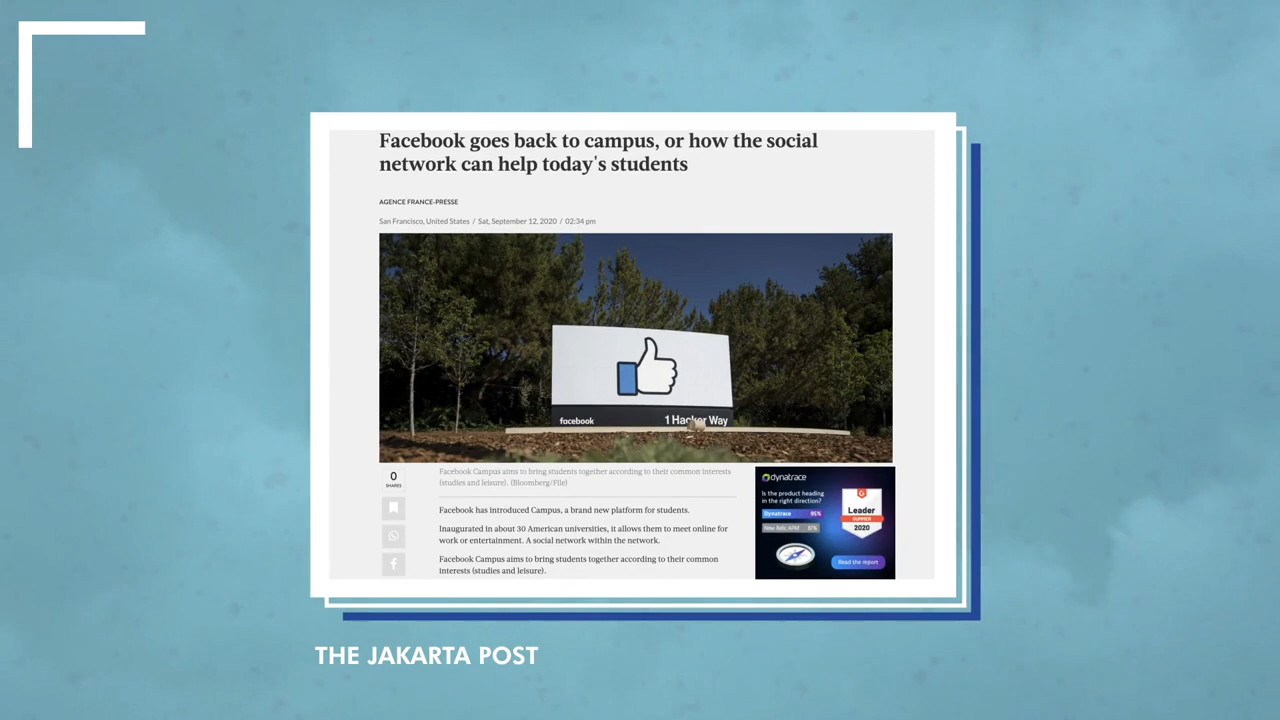 Facebook goes back to campus, or how the social
network can help today's students
AGENCE FRANCE-PRESSE
San Francisco, United States / Sat, September 12, 2020 / 02:34 pm
facebook
1 Hacker Way
0
SHARES
Facebook Campus aims to bring students together according to their common interests
(studies and leisure). (Bloomberg/File)
Facebook has introduced Campus, a brand new platform for students.
Inaugurated in about 30 American universities, it allows them to meet online for
work or entertainment. A social network within the network.
Facebook Campus aims to bring students together according to their common
interests (studies and leisure).
dynatrace
Is the product heading
in the right direction?
Dynatrace 95%
New Relic APM 87%
Leader
SUMMER
2020
Read the report
THE JAKARTA POST